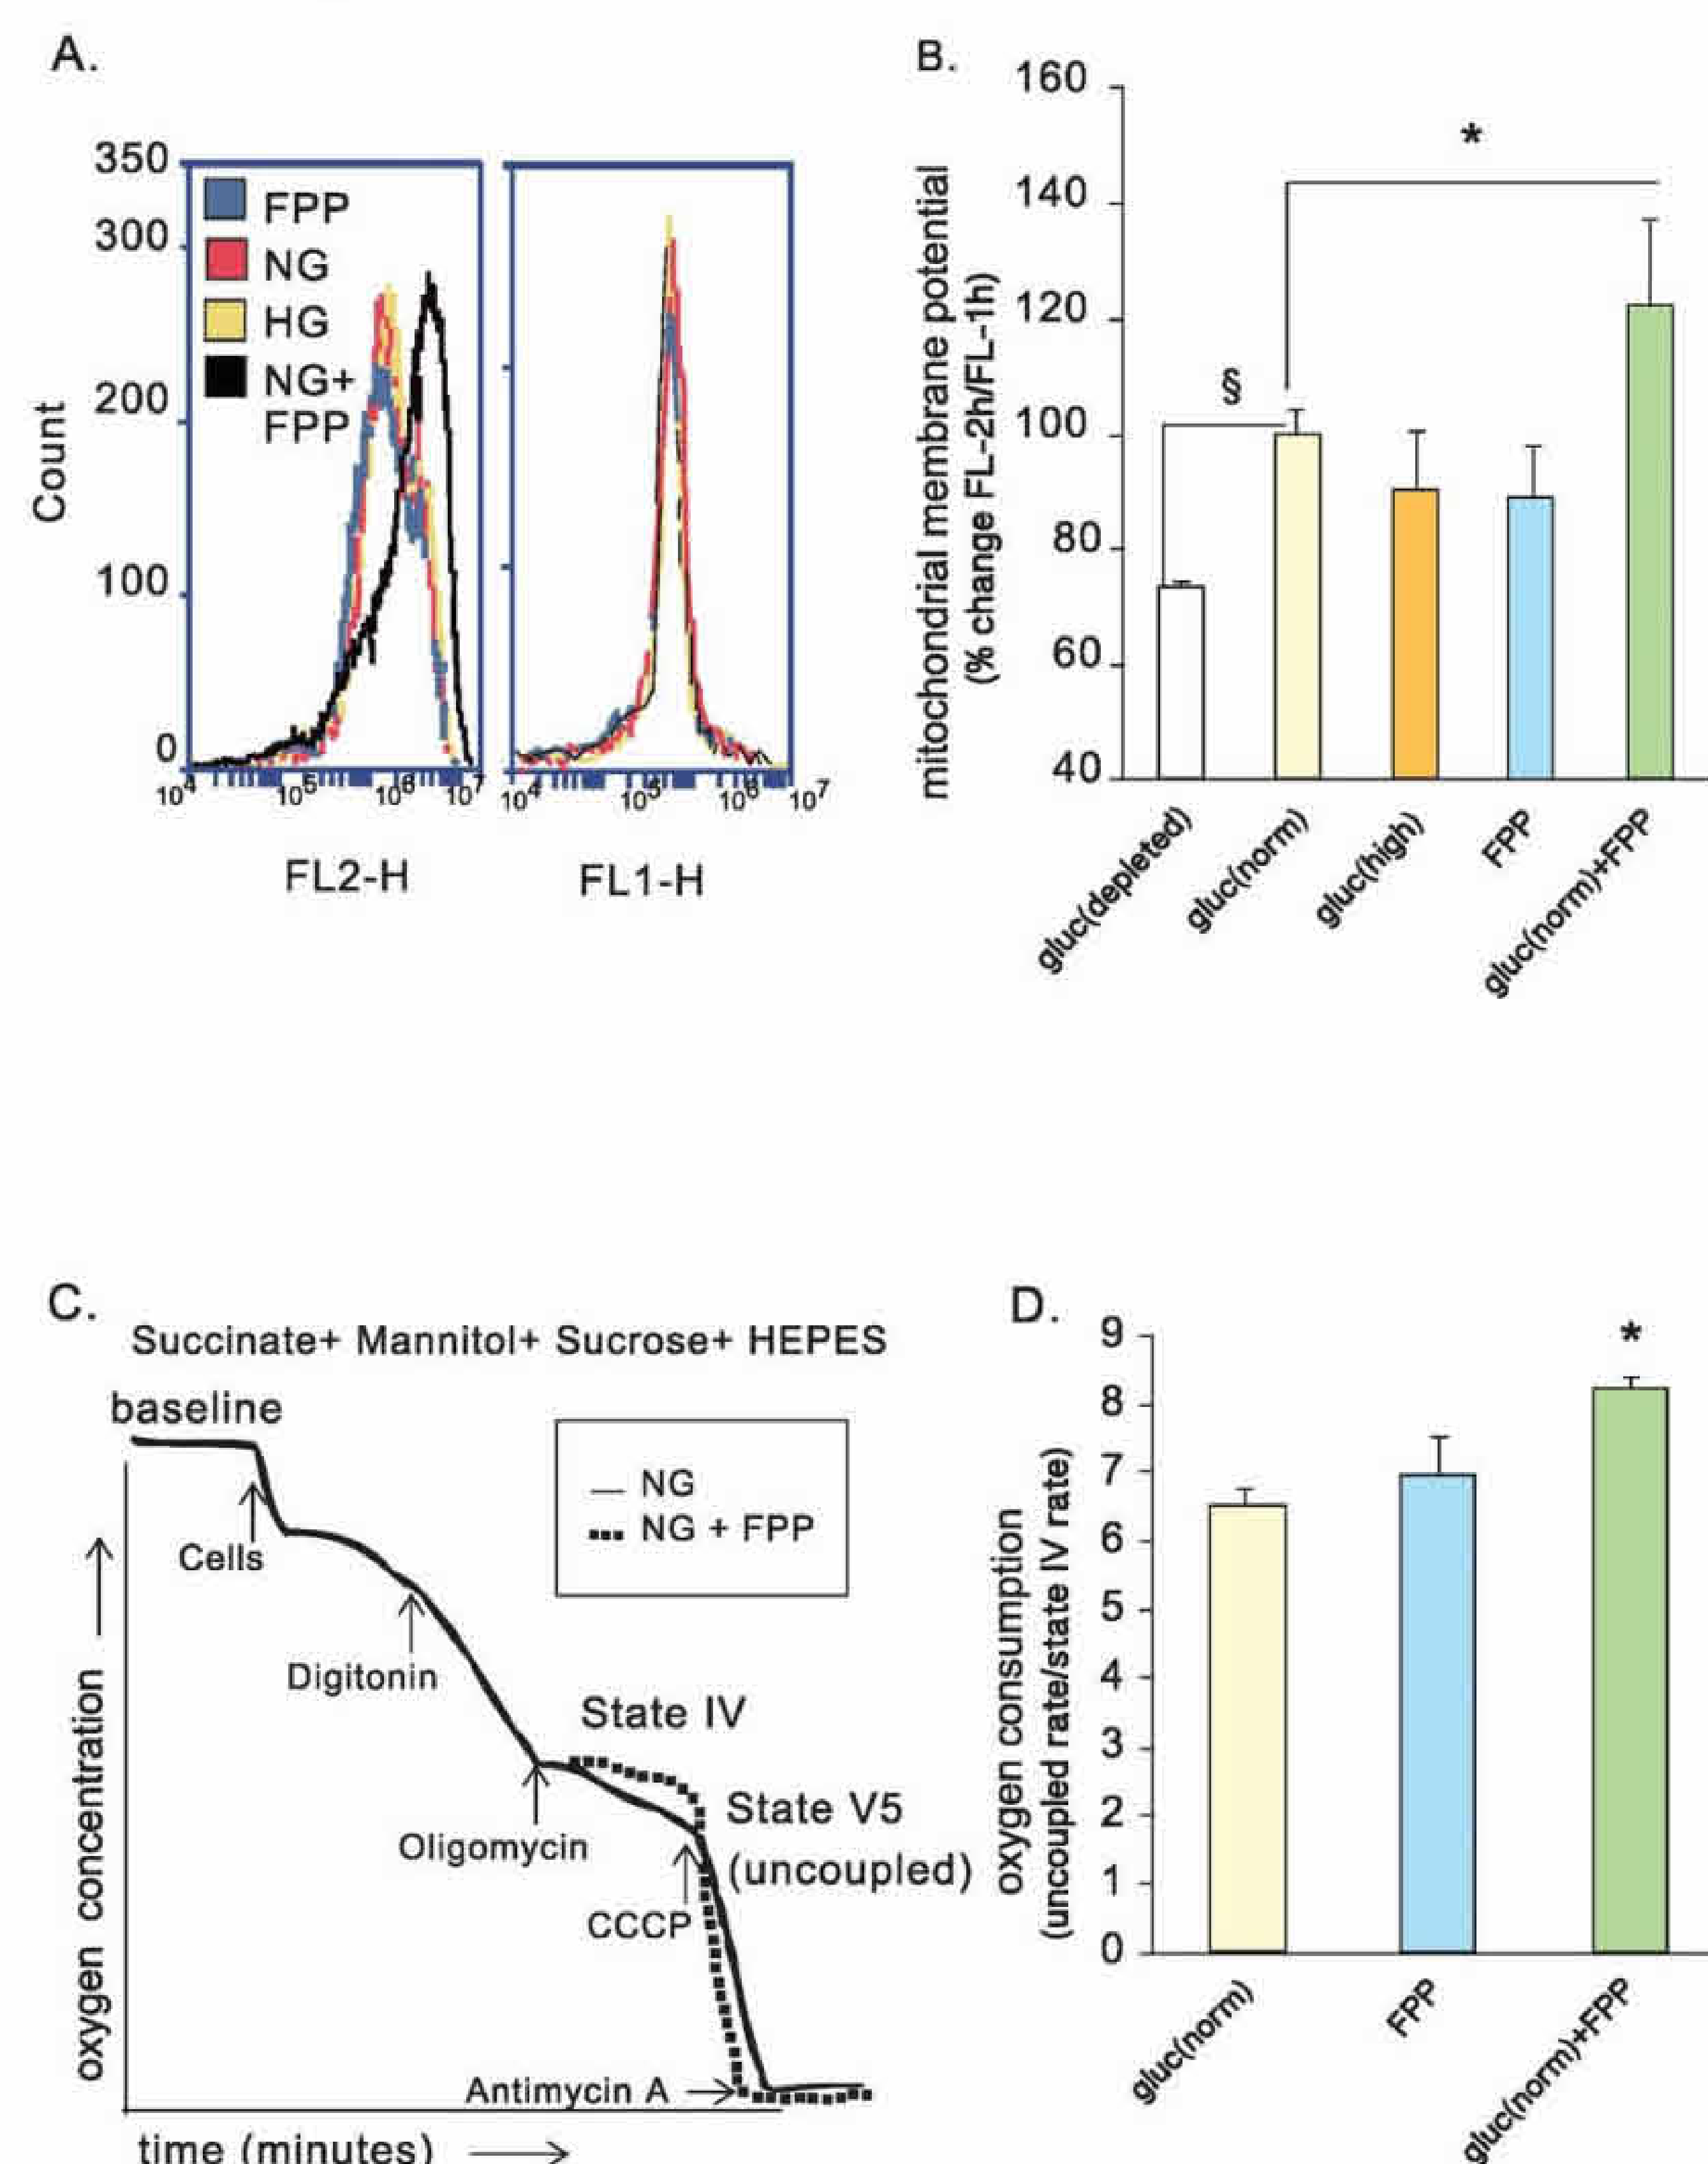 A.
350
300
200
100
0
Count
FPP
NG
HG
NG+
FPP
10⁴ 10⁵ 10⁶ 10⁷
10⁴ 10⁵ 10⁶ 10⁷
FL2-H
FL1-H
B.
160
140
120
100
80
60
40
mitochondrial membrane potential
(% change FL-2h/FL-1h)
*
§
gluc(depleted)
gluc(norm)
gluc(high)
FPP
gluc(norm)+FPP
C.
Succinate+ Mannitol+ Sucrose+ HEPES
baseline
NG
NG + FPP
Cells
Digitonin
State IV
Oligomycin
State V5
(uncoupled)
CCCP
Antimycin A
oxygen concentration
time (minutes)
D.
9
8
7
6
5
4
3
2
1
0
oxygen consumption
(uncoupled rate/state IV rate)
*
gluc(norm)
FPP
gluc(norm)+FPP